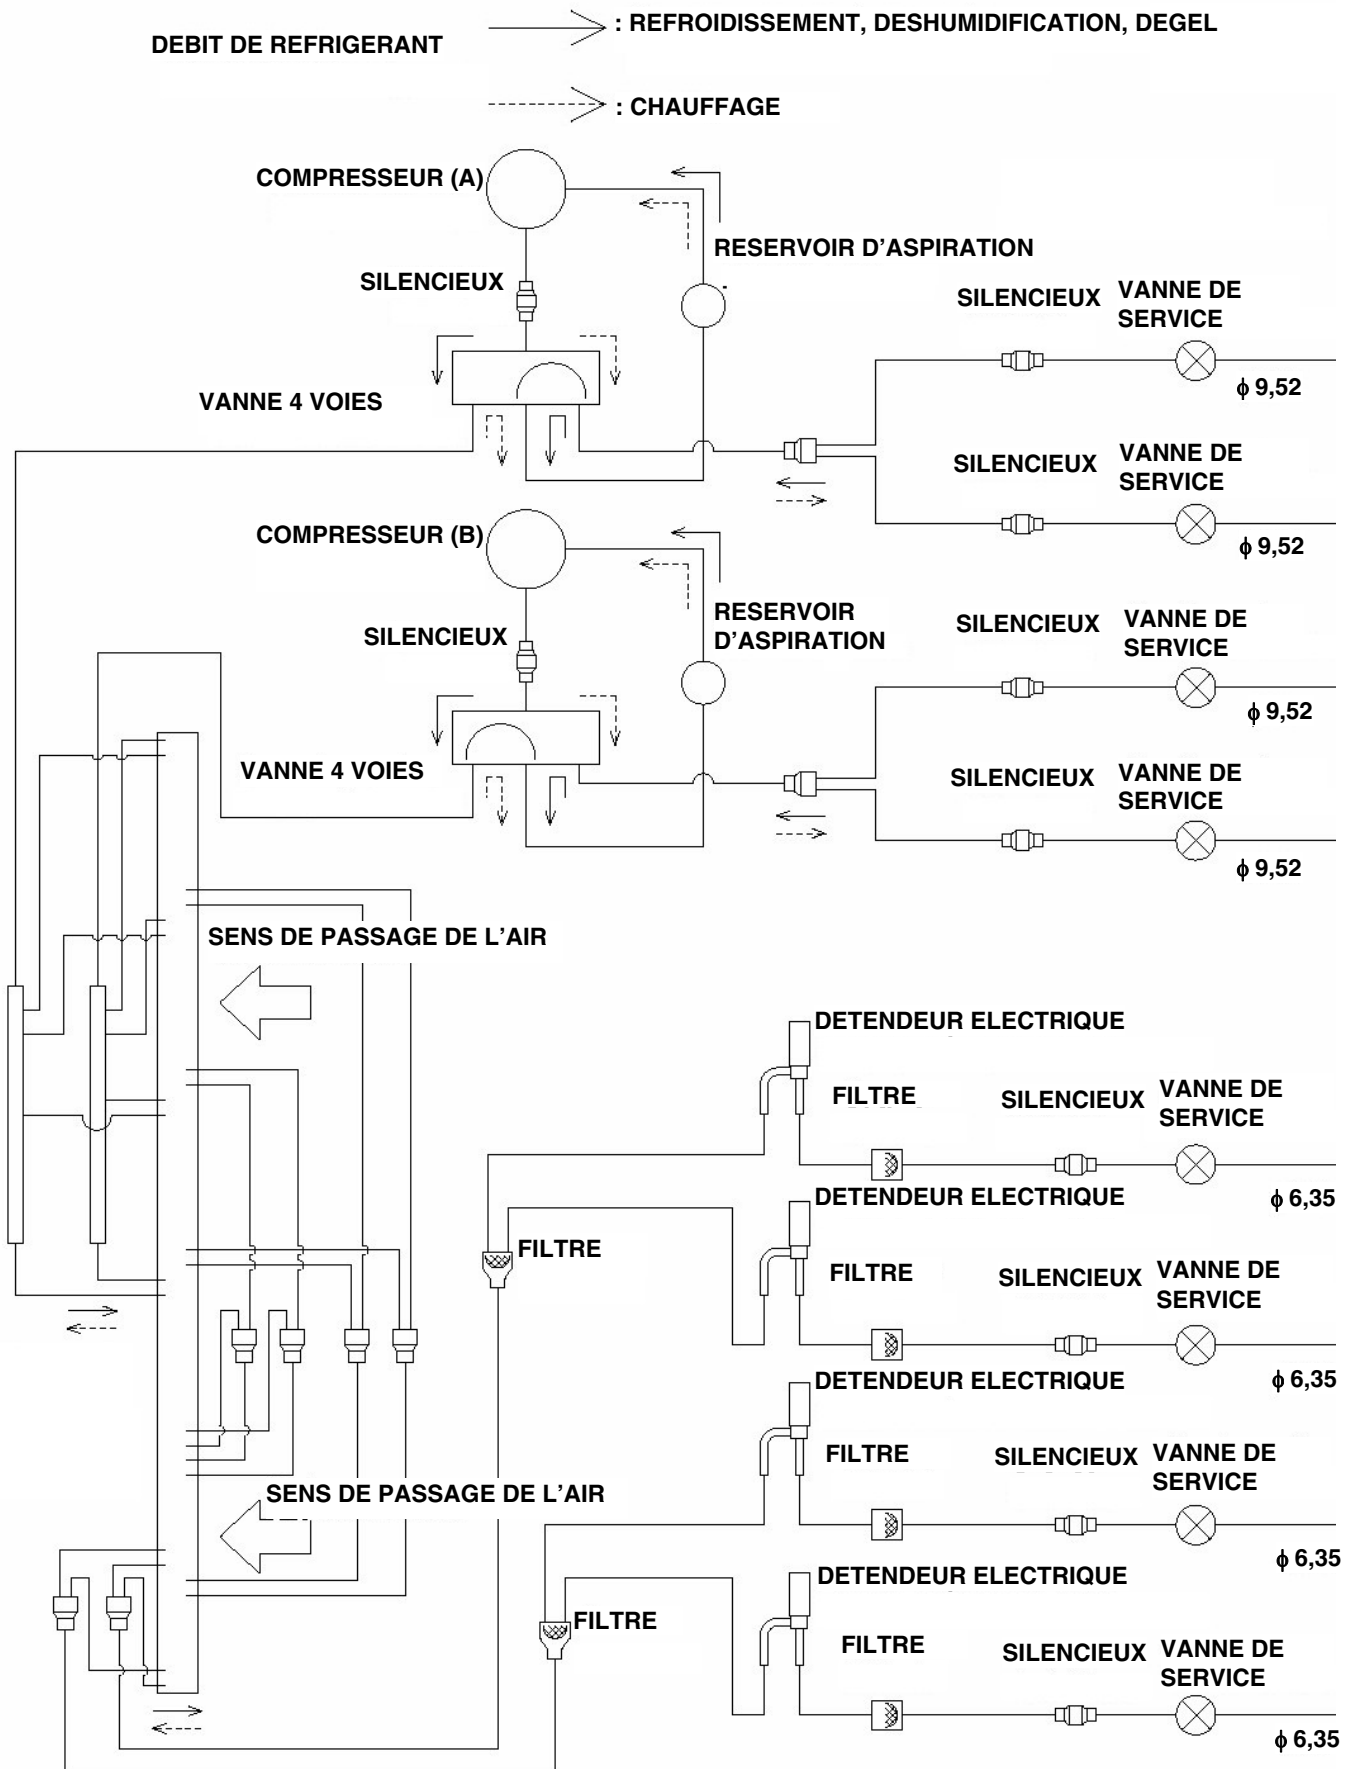 DEBIT DE REFRIGERANT
: REFROIDISSEMENT, DESHUMIDIFICATION, DEGEL
: CHAUFFAGE
COMPRESSEUR (A)
RESERVOIR D'ASPIRATION
SILENCIEUX
SILENCIEUX
VANNE DE
SERVICE
ϕ 9,52
VANNE 4 VOIES
SILENCIEUX
VANNE DE
SERVICE
ϕ 9,52
COMPRESSEUR (B)
RESERVOIR
D'ASPIRATION
SILENCIEUX
SILENCIEUX
VANNE DE
SERVICE
ϕ 9,52
VANNE 4 VOIES
SILENCIEUX
VANNE DE
SERVICE
ϕ 9,52
SENS DE PASSAGE DE L'AIR
DETENDEUR ELECTRIQUE
FILTRE
SILENCIEUX
VANNE DE
SERVICE
ϕ 6,35
DETENDEUR ELECTRIQUE
FILTRE
FILTRE
SILENCIEUX
VANNE DE
SERVICE
ϕ 6,35
DETENDEUR ELECTRIQUE
FILTRE
SILENCIEUX
VANNE DE
SERVICE
ϕ 6,35
SENS DE PASSAGE DE L'AIR
DETENDEUR ELECTRIQUE
FILTRE
FILTRE
SILENCIEUX
VANNE DE
SERVICE
ϕ 6,35